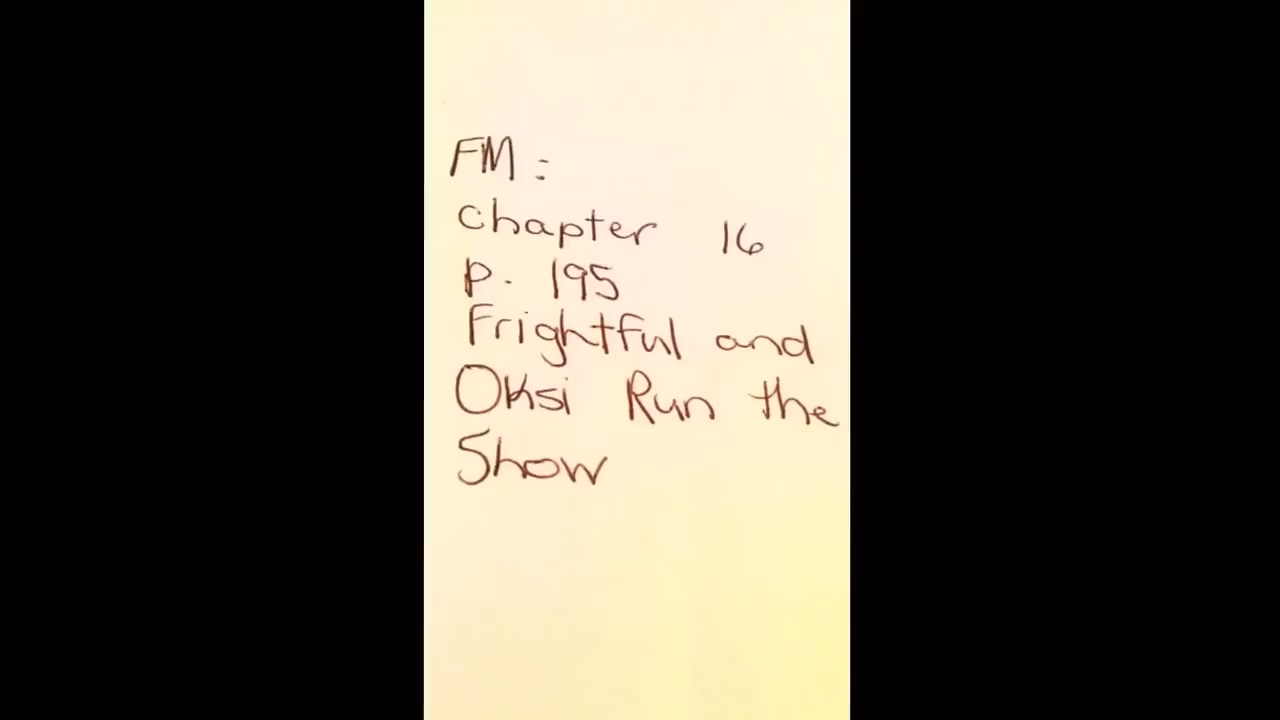 FM:
Chapter 16
p. 195
Frightful and
Oksi Run the
Show